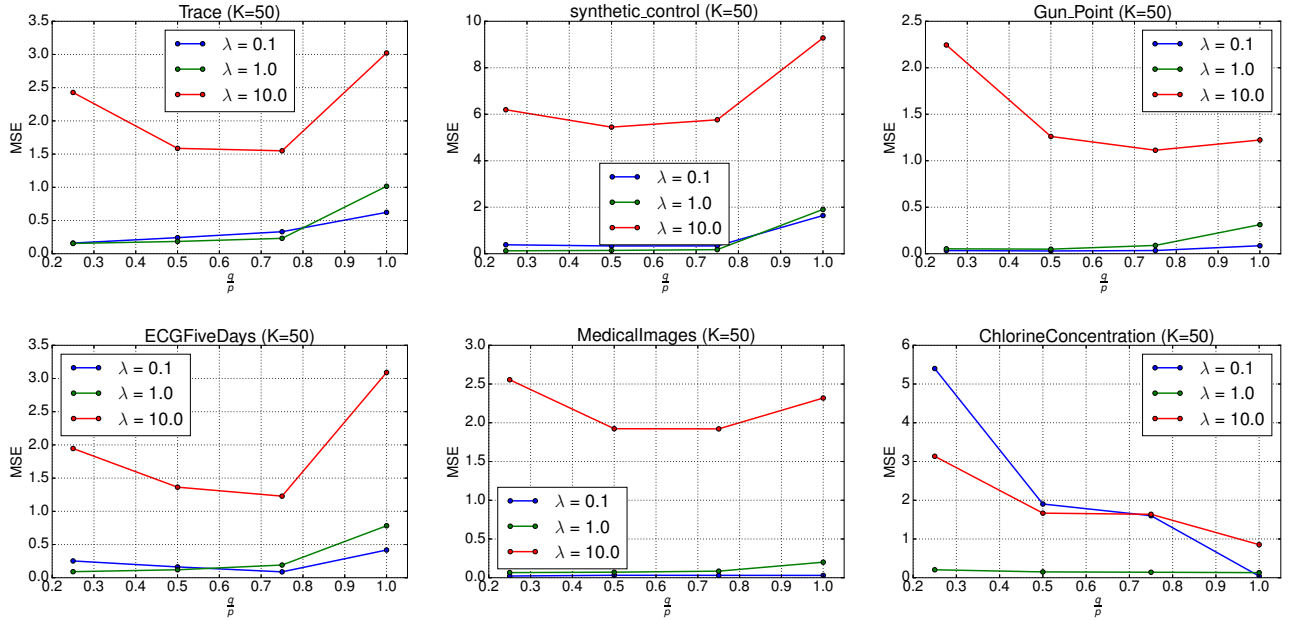 Trace (K=50)
MSE
3.5
3.0
2.5
2.0
1.5
1.0
0.5
0.0
λ = 0.1
λ = 1.0
λ = 10.0
0.2 0.3 0.4 0.5 0.6 0.7 0.8 0.9 1.0
q/p
synthetic_control (K=50)
MSE
10
8
6
4
2
0
λ = 0.1
λ = 1.0
λ = 10.0
0.2 0.3 0.4 0.5 0.6 0.7 0.8 0.9 1.0
q/p
Gun_Point (K=50)
MSE
2.5
2.0
1.5
1.0
0.5
0.0
λ = 0.1
λ = 1.0
λ = 10.0
0.2 0.3 0.4 0.5 0.6 0.7 0.8 0.9 1.0
q/p
ECGFiveDays (K=50)
MSE
3.5
3.0
2.5
2.0
1.5
1.0
0.5
0.0
λ = 0.1
λ = 1.0
λ = 10.0
0.2 0.3 0.4 0.5 0.6 0.7 0.8 0.9 1.0
q/p
MedicalImages (K=50)
MSE
3.0
2.5
2.0
1.5
1.0
0.5
0.0
λ = 0.1
λ = 1.0
λ = 10.0
0.2 0.3 0.4 0.5 0.6 0.7 0.8 0.9 1.0
q/p
ChlorineConcentration (K=50)
MSE
6
5
4
3
2
1
0
λ = 0.1
λ = 1.0
λ = 10.0
0.2 0.3 0.4 0.5 0.6 0.7 0.8 0.9 1.0
q/p